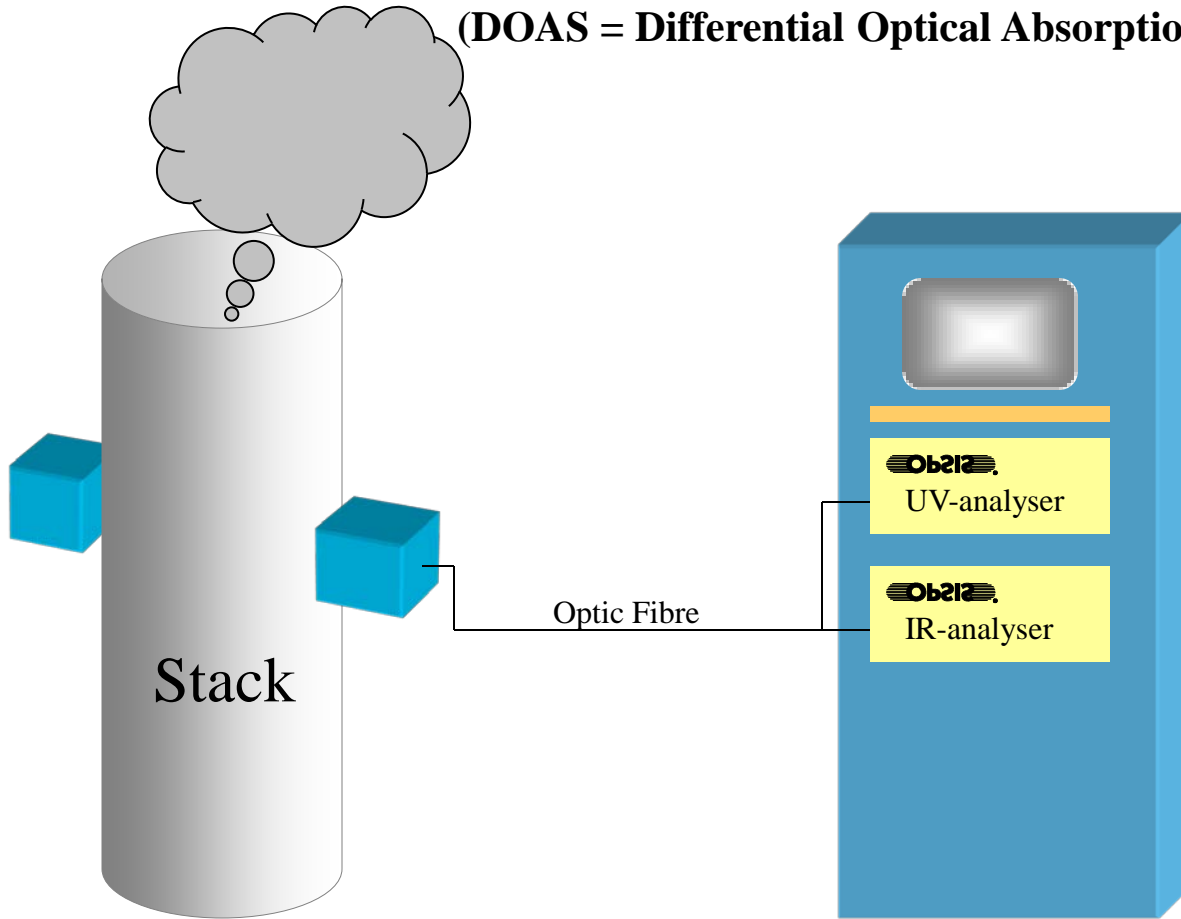 (DOAS = Differential Optical Absorptio
OPSIS
UV-analyser
OPSIS
IR-analyser
Optic Fibre
Stack